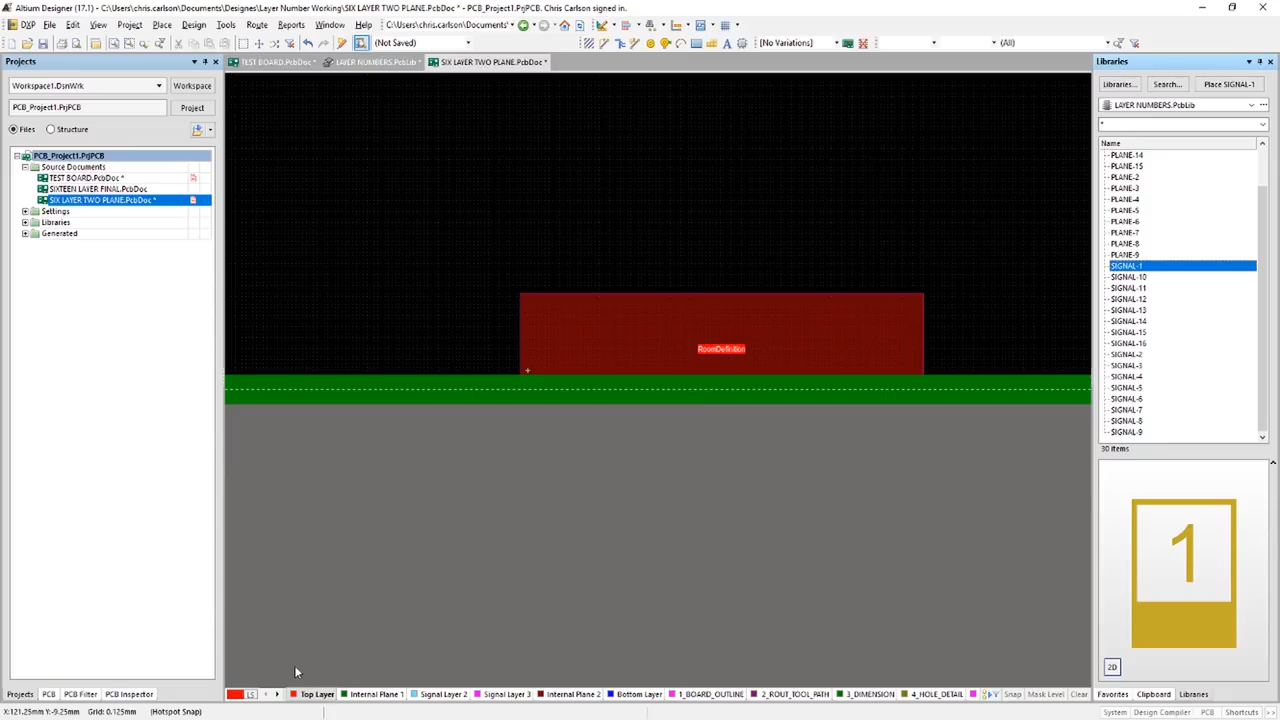 Altium Designer (17.1) - C:\Users\chris.carlson\Documents\Designes\Layer Number Working\SIX LAYER TWO PLANE.PcbDoc * - PCB_Project1.PrjPCB. Chris Carlson signed in.
DXP File Edit View Project Place Design Tools Route Reports Window Help C:\Users\chris.carlson\Documents\
(Not Saved) [No Variations] (All)
Projects
TEST BOARD.PcbDoc * LAYER NUMBERS.PcbLib * SIX LAYER TWO PLANE.PcbDoc *
Libraries
Workspace1.DsnWrk Workspace
Libraries... Search... Place SIGNAL-1
PCB_Project1.PrjPCB Project
LAYER NUMBERS.PcbLib ...
Files Structure
*
Name
PCB_Project1.PrjPCB
Source Documents
TEST BOARD.PcbDoc *
SIXTEEN LAYER FINAL.PcbDoc
SIX LAYER TWO PLANE.PcbDoc *
Settings
Libraries
Generated
PLANE-14
PLANE-15
PLANE-2
PLANE-3
PLANE-4
PLANE-5
PLANE-6
PLANE-7
PLANE-8
PLANE-9
SIGNAL-1
SIGNAL-10
SIGNAL-11
SIGNAL-12
SIGNAL-13
SIGNAL-14
SIGNAL-15
SIGNAL-16
SIGNAL-2
SIGNAL-3
SIGNAL-4
SIGNAL-5
SIGNAL-6
SIGNAL-7
SIGNAL-8
SIGNAL-9
30 items
RoomDefinition
1
2D
Projects PCB PCB Filter PCB Inspector
LS Top Layer Internal Plane 1 Signal Layer 2 Signal Layer 3 Internal Plane 2 Bottom Layer 1_BOARD_OUTLINE 2_ROUT_TOOL_PATH 3_DIMENSION 4_HOLE_DETAIL Snap Mask Level Clear
Favorites Clipboard Libraries
X:121.25mm Y:-9.25mm Grid: 0.125mm (Hotspot Snap)
System Design Compiler PCB Shortcuts >>